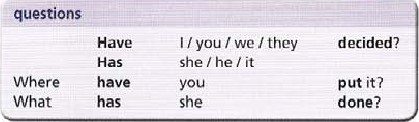 questions
Have I / you / we / they decided?
Has she / he / it
Where have you put it?
What has she done?